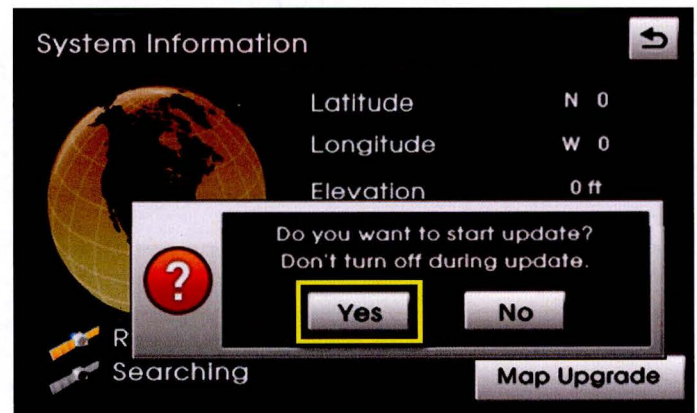 System Information
Latitude N 0
Longitude W 0
Elevation 0 ft
Do you want to start update?
Don't turn off during update.
?
Yes No
R
Searching
Map Upgrade